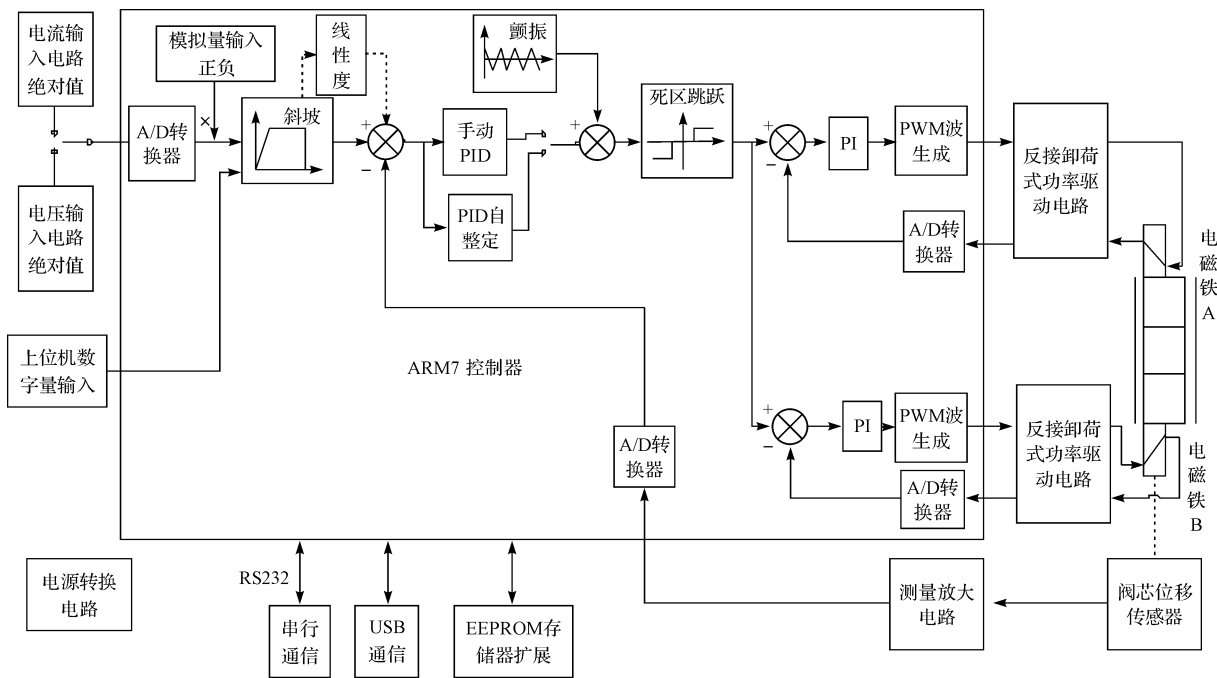 电流输
入电路
绝对值
模拟量输入
正负
线
性
度
颤振
A/D转
换器
×
斜坡
+
−
手动
PID
PID自
整定
+
死区跳跃
+
−
PI
PWM波
生成
反接卸荷
式功率驱
动电路
A/D转
换器
电压输
入电路
绝对值
电
磁
铁
A
上位机数
字量输入
ARM7 控制器
+
−
PI
PWM波
生成
反接卸荷
式功率驱
动电路
A/D转
换器
A/D转
换器
电
磁
铁
B
电源转换
电路
RS232
串行
通信
USB
通信
EEPROM存
储器扩展
测量放大
电路
阀芯位移
传感器